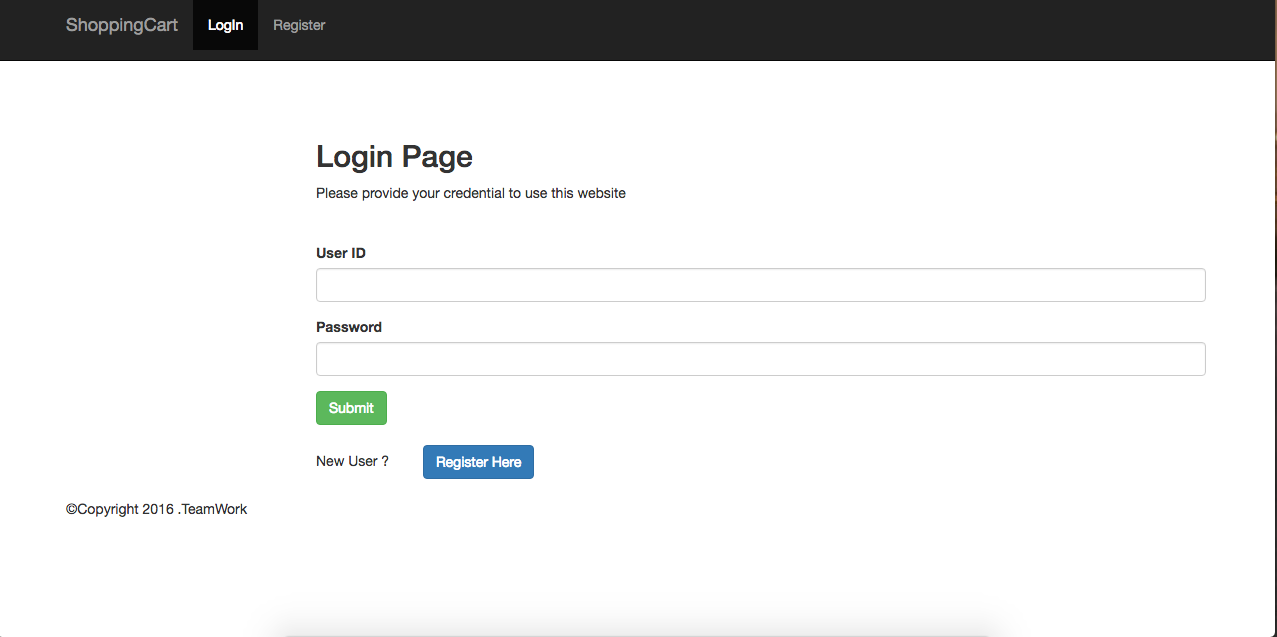 ShoppingCart LogIn Register
Login Page
Please provide your credential to use this website
User ID
Password
Submit
New User ? Register Here
©Copyright 2016 .TeamWork